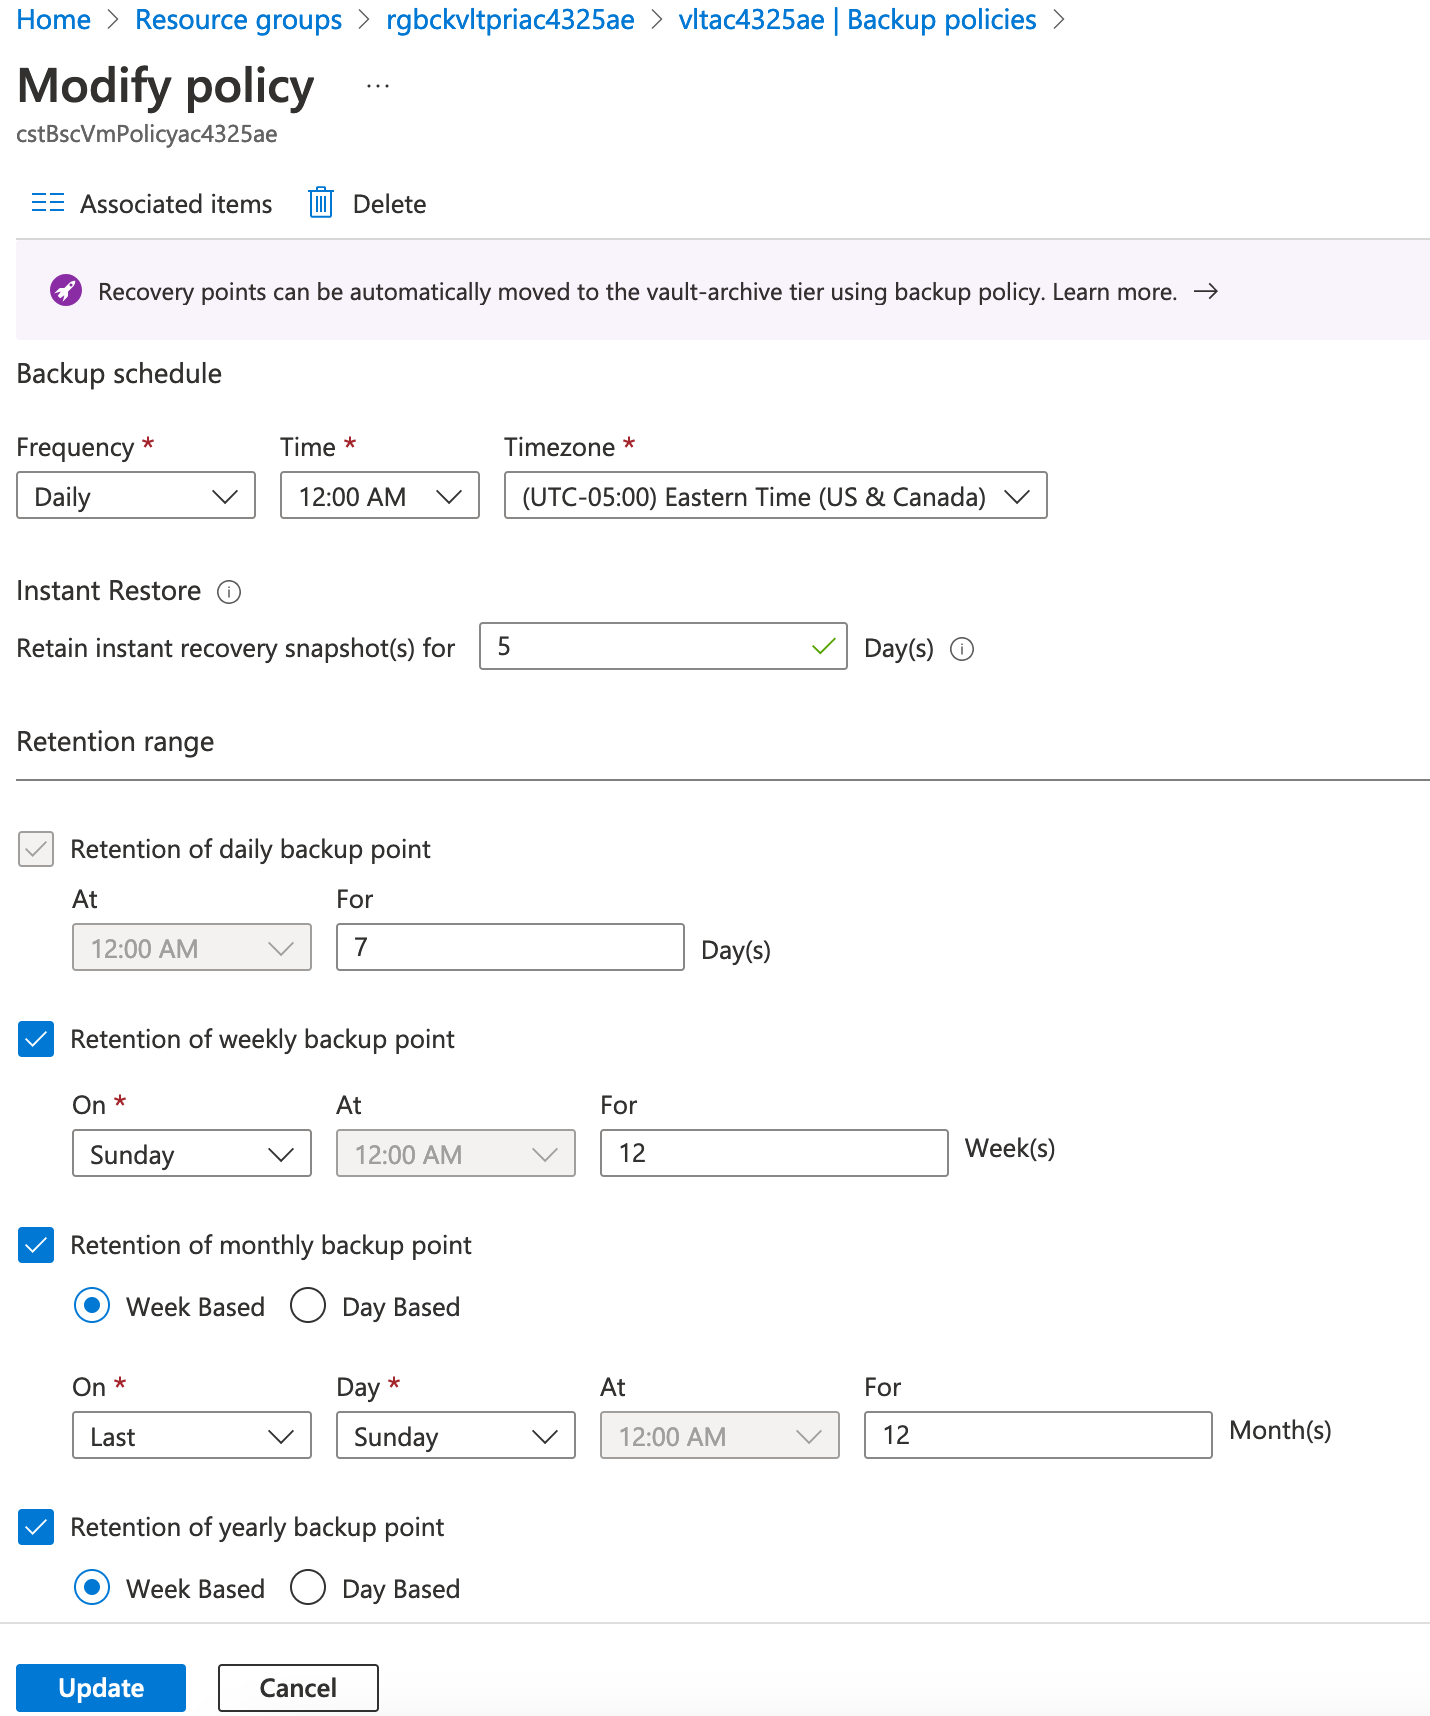 Home > Resource groups > rgbckvltpriac4325ae > vltac4325ae | Backup policies >
Modify policy ...
cstBscVmPolicyac4325ae
Associated items Delete
Recovery points can be automatically moved to the vault-archive tier using backup policy. Learn more. →
Backup schedule
Frequency * Time * Timezone *
Daily 12:00 AM (UTC-05:00) Eastern Time (US & Canada)
Instant Restore
Retain instant recovery snapshot(s) for 5 Day(s)
Retention range
Retention of daily backup point
At For
12:00 AM 7 Day(s)
Retention of weekly backup point
On * At For
Sunday 12:00 AM 12 Week(s)
Retention of monthly backup point
Week Based Day Based
On * Day * At For
Last Sunday 12:00 AM 12 Month(s)
Retention of yearly backup point
Week Based Day Based
Update Cancel